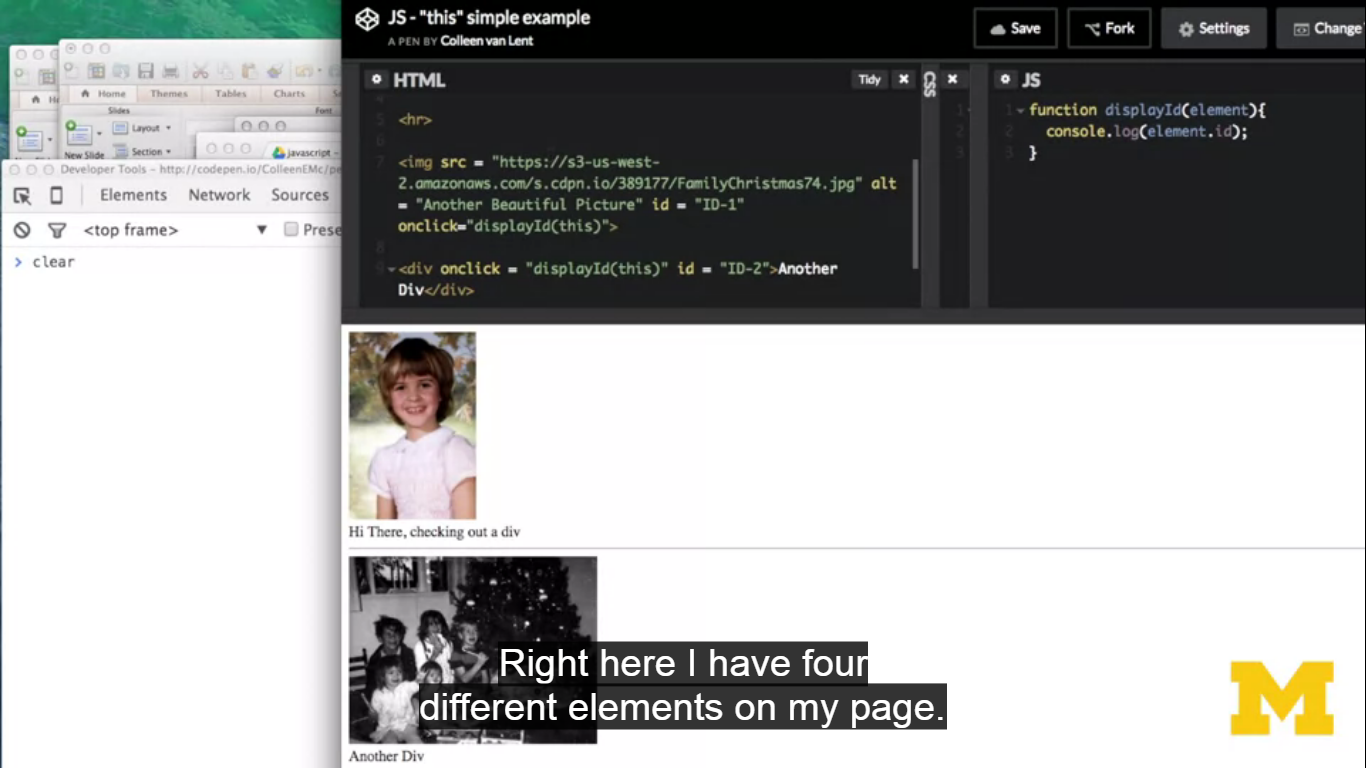 JS - "this" simple example
A PEN BY Colleen van Lent
Save
Fork
Settings
Change
HTML
Tidy
CSS
JS
5 <hr>
6
7 <img src = "https://s3-us-west-
2.amazonaws.com/s.cdpn.io/389177/FamilyChristmas74.jpg" alt
= "Another Beautiful Picture" id = "ID-1"
onclick="displayId(this)">
8
9 <div onclick = "displayId(this)" id = "ID-2">Another
Div</div>
1
2
3
1 function displayId(element){
2 console.log(element.id);
3 }
Home Themes Tables Charts
Slides Font
New Slide
Layout
Section
javascript –
Developer Tools – http://codepen.io/ColleenEMc/pe
Elements Network Sources
<top frame> Prese
> clear
Hi There, checking out a div
Another Div
Right here I have four
different elements on my page.
M